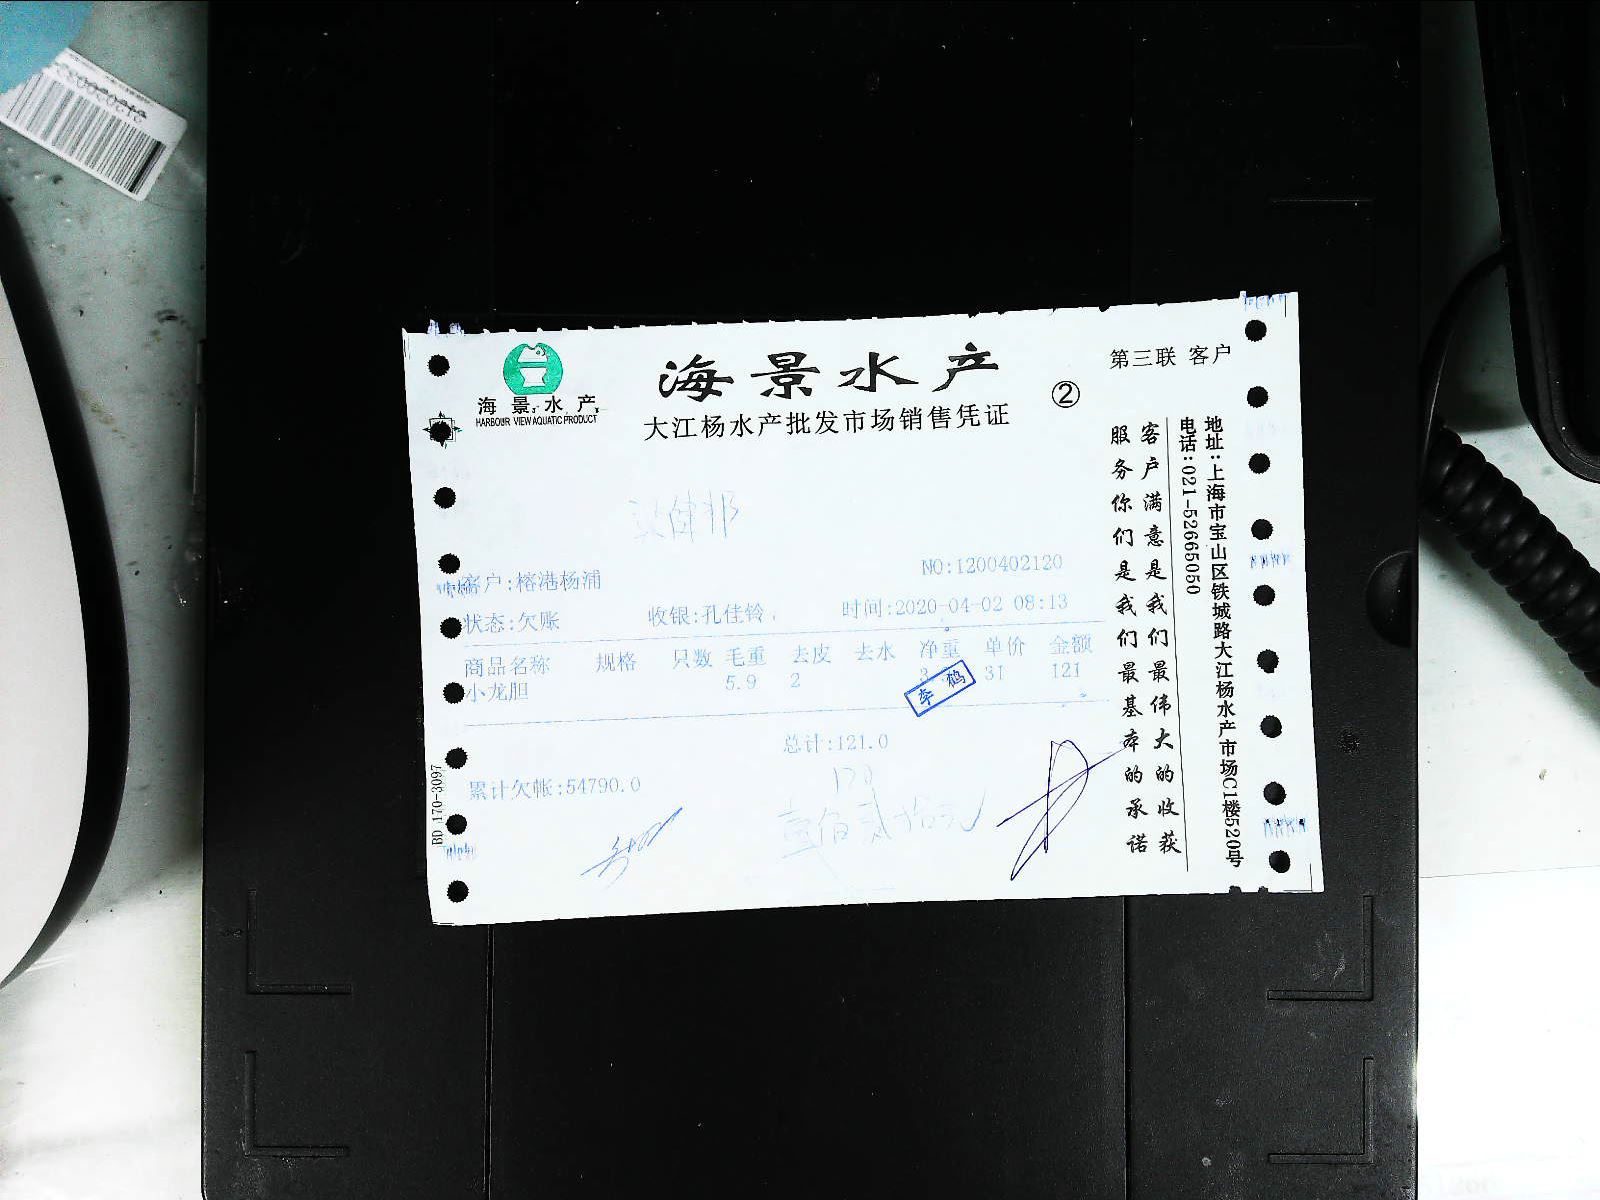 海景水产
HARBOUR VIEW AQUATIC PRODUCT
海景水产
大江杨水产批发市场销售凭证
②
第三联 客户
客户:榕港杨浦
NO:1200402120
状态:欠账 收银:孔佳铃 时间:2020-04-02 08:13
商品名称 规格 只数 毛重 去皮 去水 净重 单价 金额
小龙胆 5.9 2 31 121
李鹤
总计:121.0
累计欠帐:54790.0
120
壹佰贰拾元
BD 170-3097
客户满意是我们最伟大的收获
服务你们是我们最基本的承诺
地址:上海市宝山区铁城路大江杨水产市场C1楼520号
电话:021-52665050